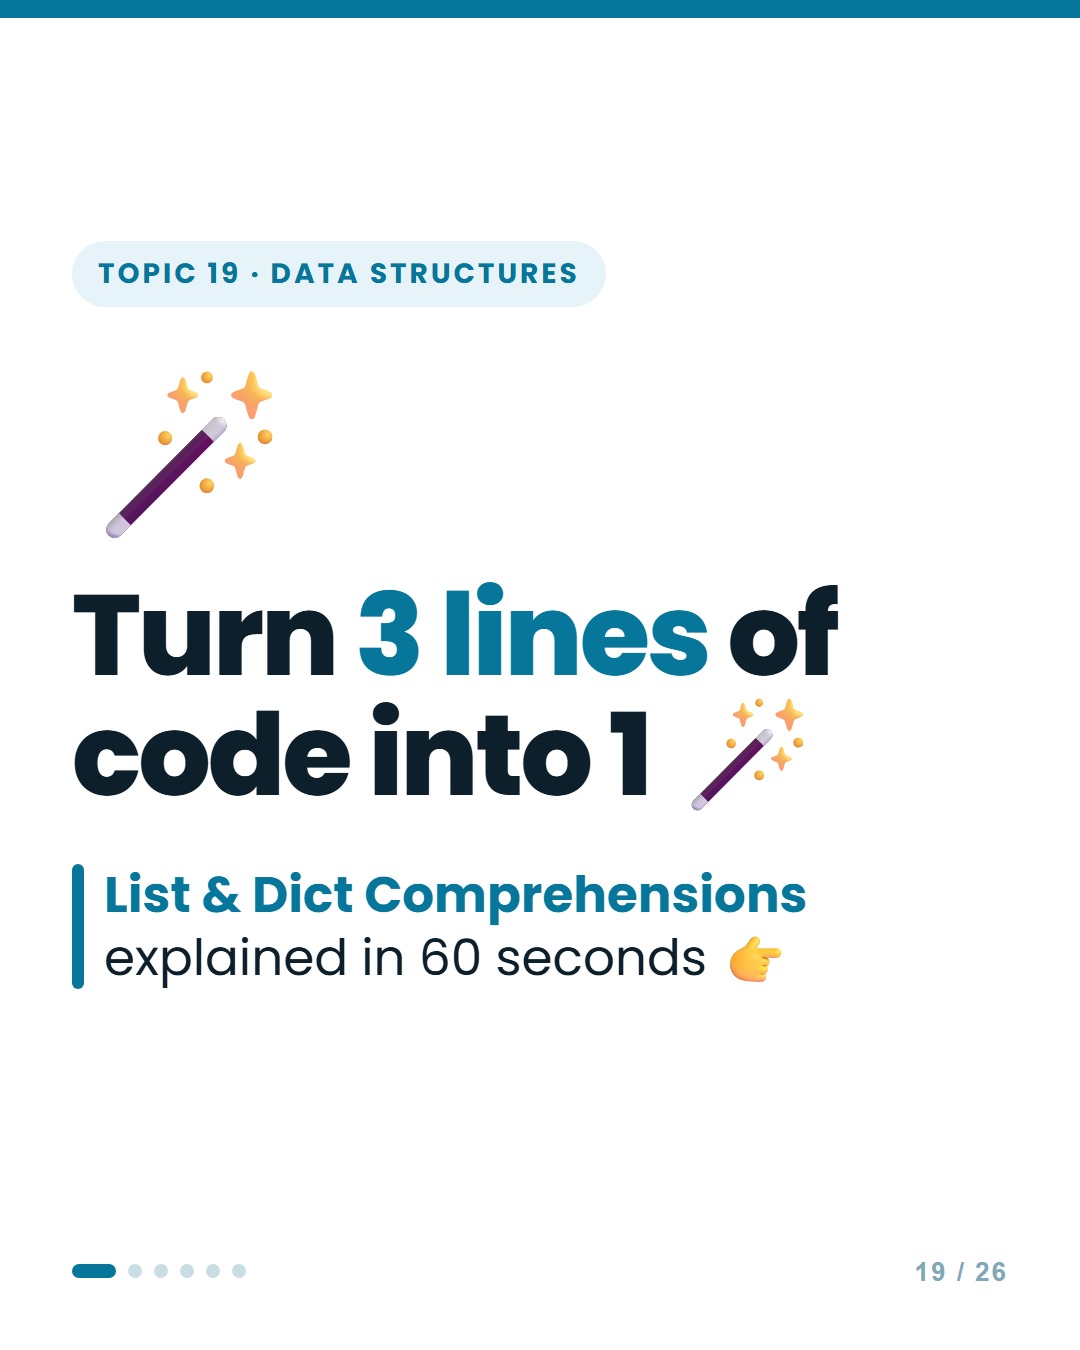 TOPIC 19 · DATA STRUCTURES
Turn 3 lines of
code into 1 🪄
List & Dict Comprehensions
explained in 60 seconds 👉
19 / 26